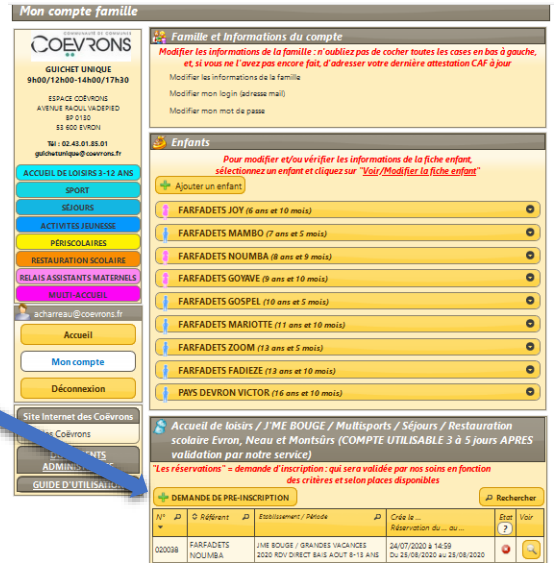 Mon compte famille
COMMUNAUTÉ DE COMMUNES
COEVRONS
GUICHET UNIQUE
9h00/12h00-14h00/17h30
ESPACE COËVRONS
AVENUE RAOUL VADEPIED
BP 0130
53 600 EVRON
Tél : 02.43.01.85.01
guichetunique@coevrons.fr
ACCUEIL DE LOISIRS 3-12 ANS
SPORT
SÉJOURS
ACTIVITES JEUNESSE
PÉRISCOLAIRES
RESTAURATION SCOLAIRE
RELAIS ASSISTANTS MATERNELS
MULTI-ACCUEIL
acharreau@coevrons.fr
Accueil
Mon compte
Déconnexion
Site Internet des Coëvrons
Coëvrons
ADMINIST
GUIDE D'UTILISATION
Famille et Informations du compte
Modifier les informations de la famille : n'oubliez pas de cocher toutes les cases en bas à gauche,
et, si vous ne l'avez pas encore fait, d'adresser votre dernière attestation CAF à jour
Modifier les informations de la famille
Modifier mon login (adresse mail)
Modifier mon mot de passe
Enfants
Pour modifier et/ou vérifier les informations de la fiche enfant,
sélectionnez un enfant et cliquez sur "Voir/Modifier la fiche enfant"
Ajouter un enfant
FARFADETS JOY (6 ans et 10 mois)
FARFADETS MAMBO (7 ans et 5 mois)
FARFADETS NOUMBA (8 ans et 9 mois)
FARFADETS GOYAVE (9 ans et 10 mois)
FARFADETS GOSPEL (10 ans et 5 mois)
FARFADETS MARIOTTE (11 ans et 10 mois)
FARFADETS ZOOM (13 ans et 5 mois)
FARFADETS FADIEZE (13 ans et 10 mois)
PAYS DEVRON VICTOR (16 ans et 10 mois)
Accueil de loisirs / J'ME BOUGE / Multisports / Séjours / Restauration
scolaire Evron, Neau et Montsûrs (COMPTE UTILISABLE 3 à 5 jours APRES
validation par notre service)
"Les réservations" = demande d'inscription : qui sera validée par nos soins en fonction
des critères et selon places disponibles
DEMANDE DE PRE-INSCRIPTION
Rechercher
N° Référent Etablissement / Période Crée le ... Etat Voir
Réservation du ... au ... ?
020038 FARFADETS JME BOUGE / GRANDES VACANCES 24/07/2020 à 14:59
NOUMBA 2020 RDV DIRECT BAIS AOUT 8-13 ANS Du 25/08/2020 au 25/08/2020